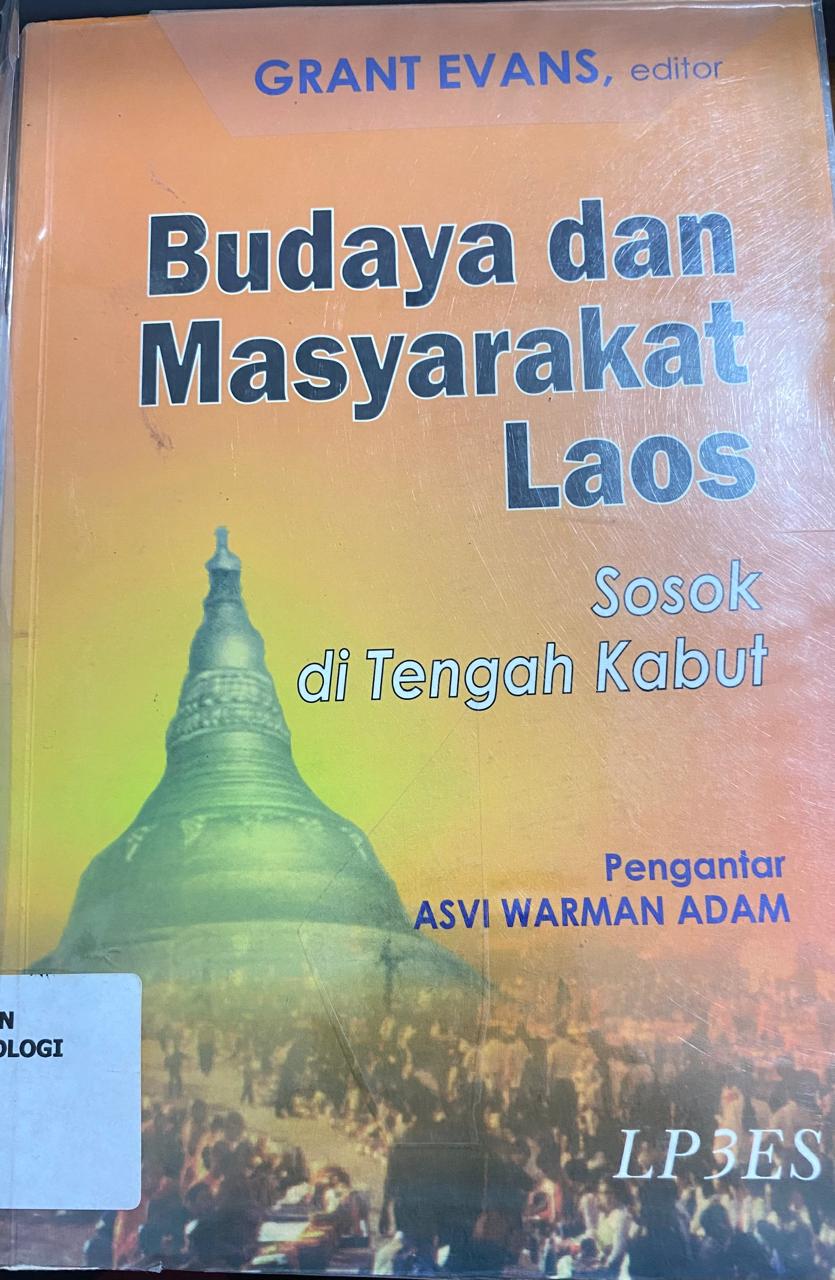 GRANT EVANS, editor
Budaya dan
Masyarakat
Laos
Sosok
di Tengah Kabut
Pengantar
ASVI WARMAN ADAM
N
OLOGI
LP3ES